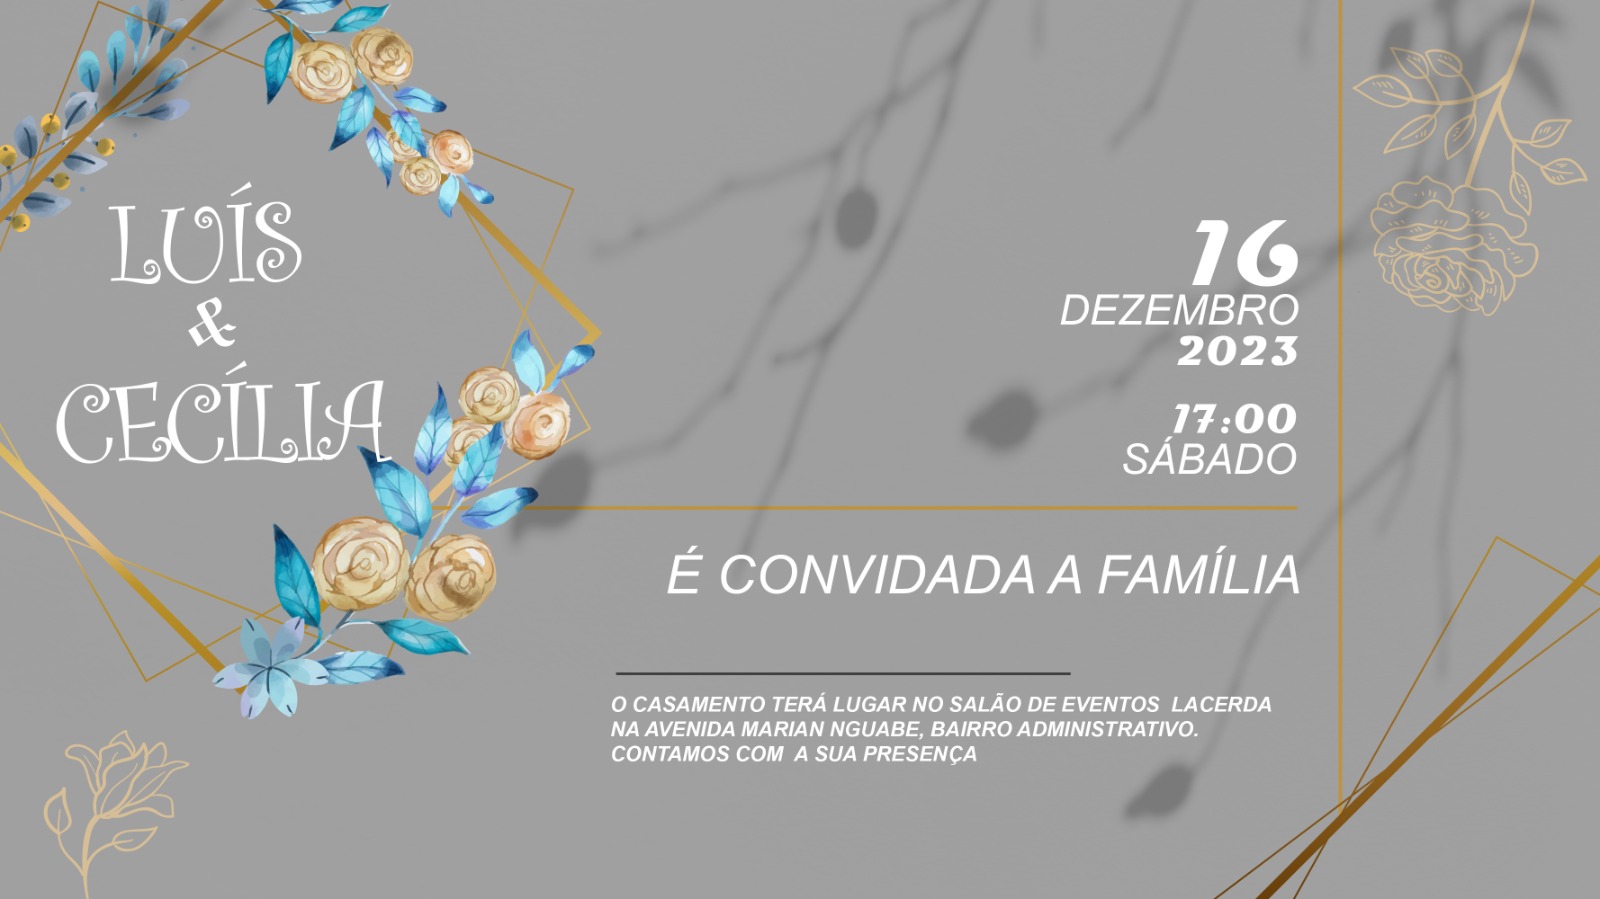 LUÍS
&
CECÍLIA
16
DEZEMBRO
2023
17:00
SÁBADO
É CONVIDADA A FAMÍLIA
O CASAMENTO TERÁ LUGAR NO SALÃO DE EVENTOS LACERDA
NA AVENIDA MARIAN NGUABE, BAIRRO ADMINISTRATIVO.
CONTAMOS COM A SUA PRESENÇA